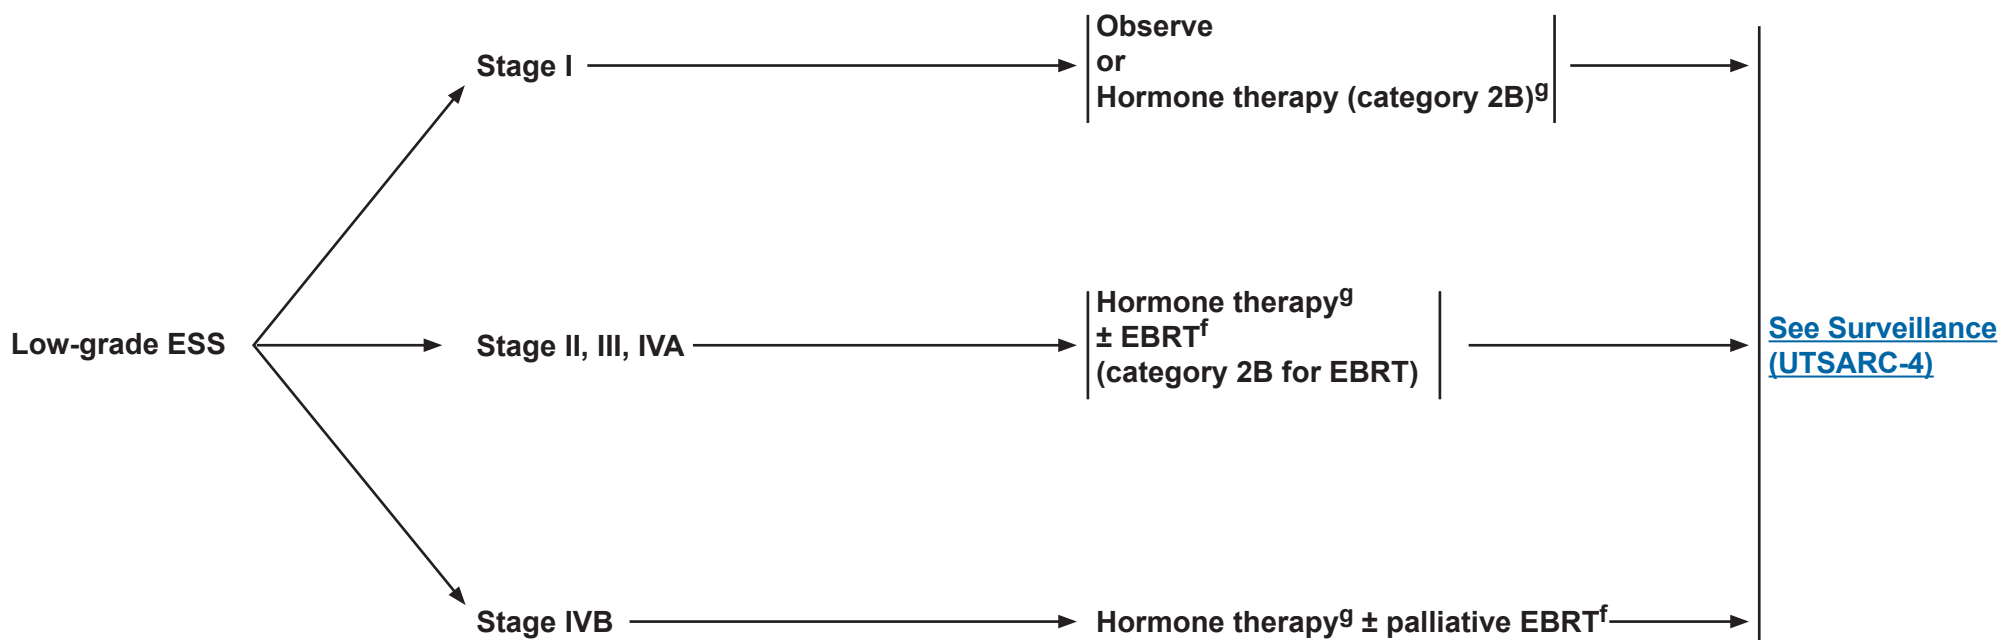 Observe
or
Hormone therapy (category 2B)g
Stage I
Hormone therapyg
± EBRTf
(category 2B for EBRT)
Low-grade ESS
Stage II, III, IVA
See Surveillance
(UTSARC-4)
Stage IVB
Hormone therapyg ± palliative EBRTf